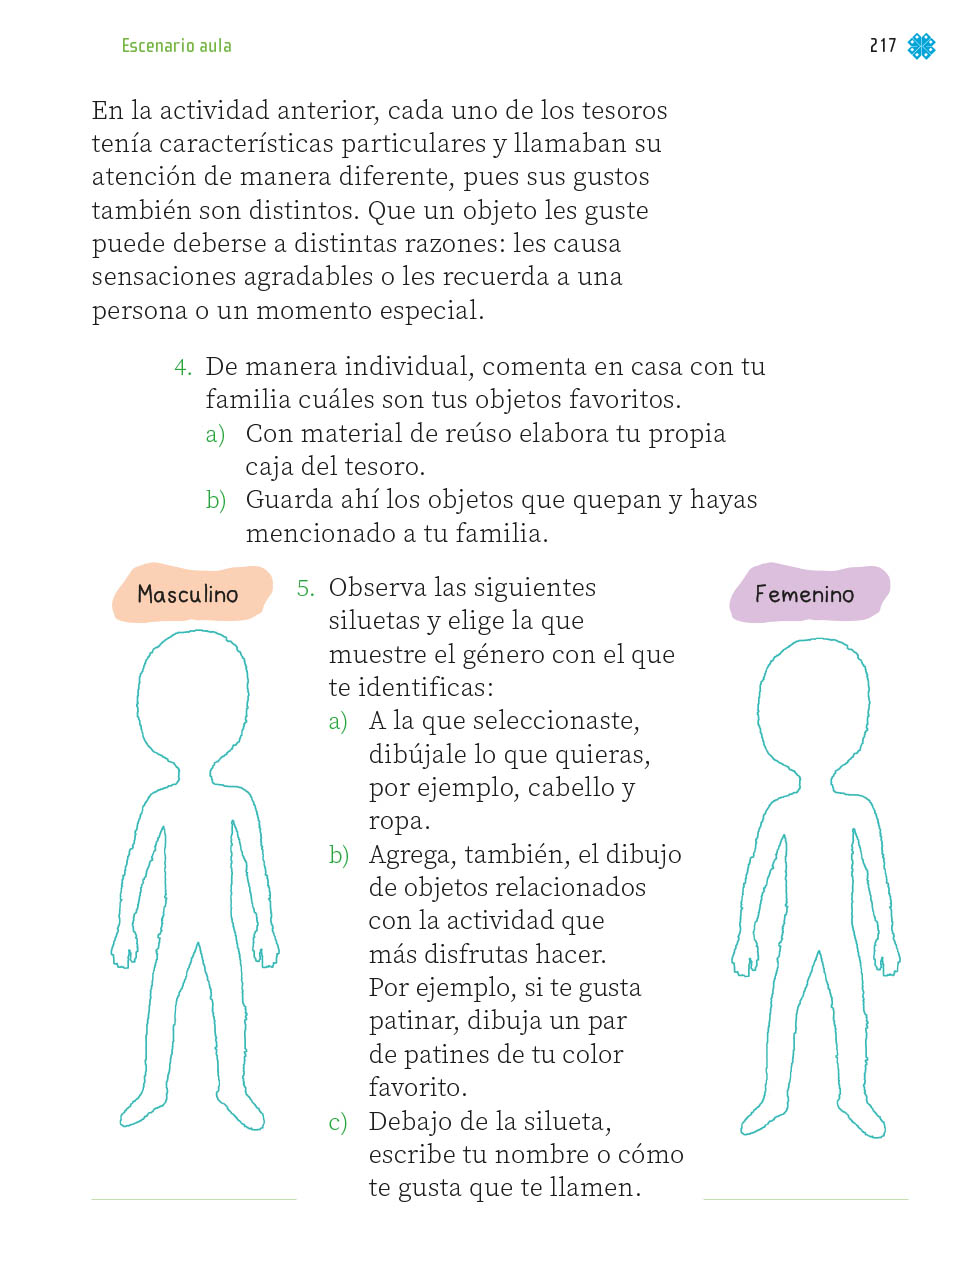 Escenario aula
217
En la actividad anterior, cada uno de los tesoros
tenía características particulares y llamaban su
atención de manera diferente, pues sus gustos
también son distintos. Que un objeto les guste
puede deberse a distintas razones: les causa
sensaciones agradables o les recuerda a una
persona o un momento especial.
4. De manera individual, comenta en casa con tu
familia cuáles son tus objetos favoritos.
a) Con material de reúso elabora tu propia
caja del tesoro.
b) Guarda ahí los objetos que quepan y hayas
mencionado a tu familia.
Masculino
5. Observa las siguientes
siluetas y elige la que
muestre el género con el que
te identificas:
a) A la que seleccionaste,
dibújale lo que quieras,
por ejemplo, cabello y
ropa.
b) Agrega, también, el dibujo
de objetos relacionados
con la actividad que
más disfrutas hacer.
Por ejemplo, si te gusta
patinar, dibuja un par
de patines de tu color
favorito.
c) Debajo de la silueta,
escribe tu nombre o cómo
te gusta que te llamen.
Femenino